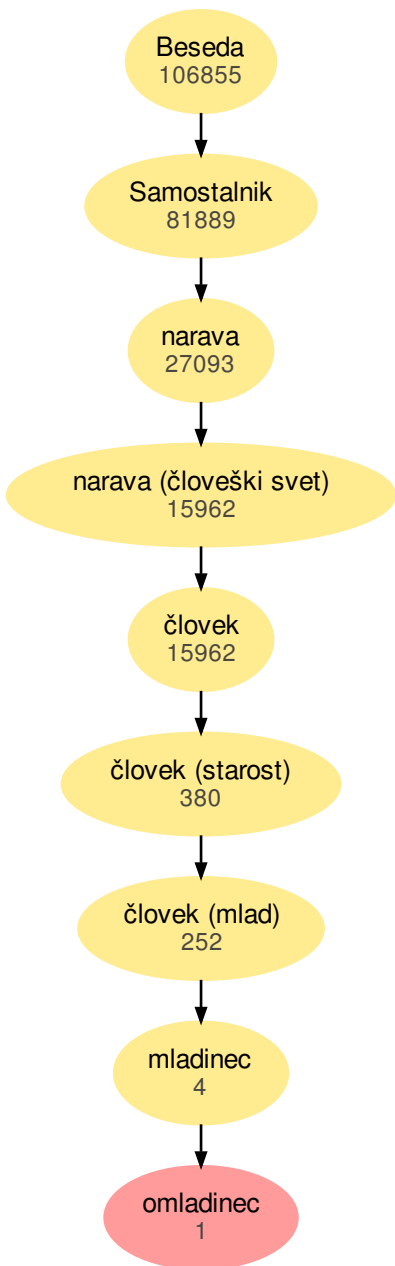 Beseda
106855
Samostalnik
81889
narava
27093
narava (človeški svet)
15962
človek
15962
človek (starost)
380
človek (mlad)
252
mladinec
4
omladinec
1